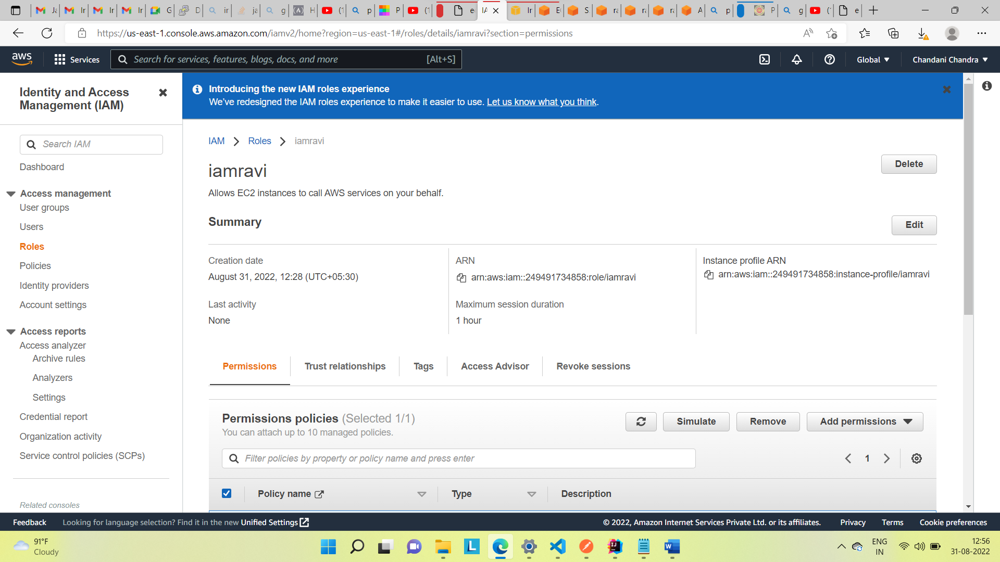 https://us-east-1.console.aws.amazon.com/iamv2/home?region=us-east-1#/roles/details/iamravi?section=permissions
aws
Services
Search for services, features, blogs, docs, and more
[Alt+S]
Global
Chandani Chandra
Identity and Access Management (IAM)
Search IAM
Dashboard
Access management
User groups
Users
Roles
Policies
Identity providers
Account settings
Access reports
Access analyzer
Archive rules
Analyzers
Settings
Credential report
Organization activity
Service control policies (SCPs)
Related consoles
Introducing the new IAM roles experience
We've redesigned the IAM roles experience to make it easier to use. Let us know what you think.
IAM
Roles
iamravi
iamravi
Delete
Allows EC2 instances to call AWS services on your behalf.
Summary
Edit
Creation date
August 31, 2022, 12:28 (UTC+05:30)
ARN
arn:aws:iam::249491734858:role/iamravi
Instance profile ARN
arn:aws:iam::249491734858:instance-profile/iamravi
Last activity
None
Maximum session duration
1 hour
Permissions
Trust relationships
Tags
Access Advisor
Revoke sessions
Permissions policies (Selected 1/1)
You can attach up to 10 managed policies.
Simulate
Remove
Add permissions
Filter policies by property or policy name and press enter
1
Policy name
Type
Description
Feedback
Looking for language selection? Find it in the new Unified Settings
© 2022, Amazon Internet Services Private Ltd. or its affiliates.
Privacy
Terms
Cookie preferences
91°F
Cloudy
ENG
IN
12:56
31-08-2022